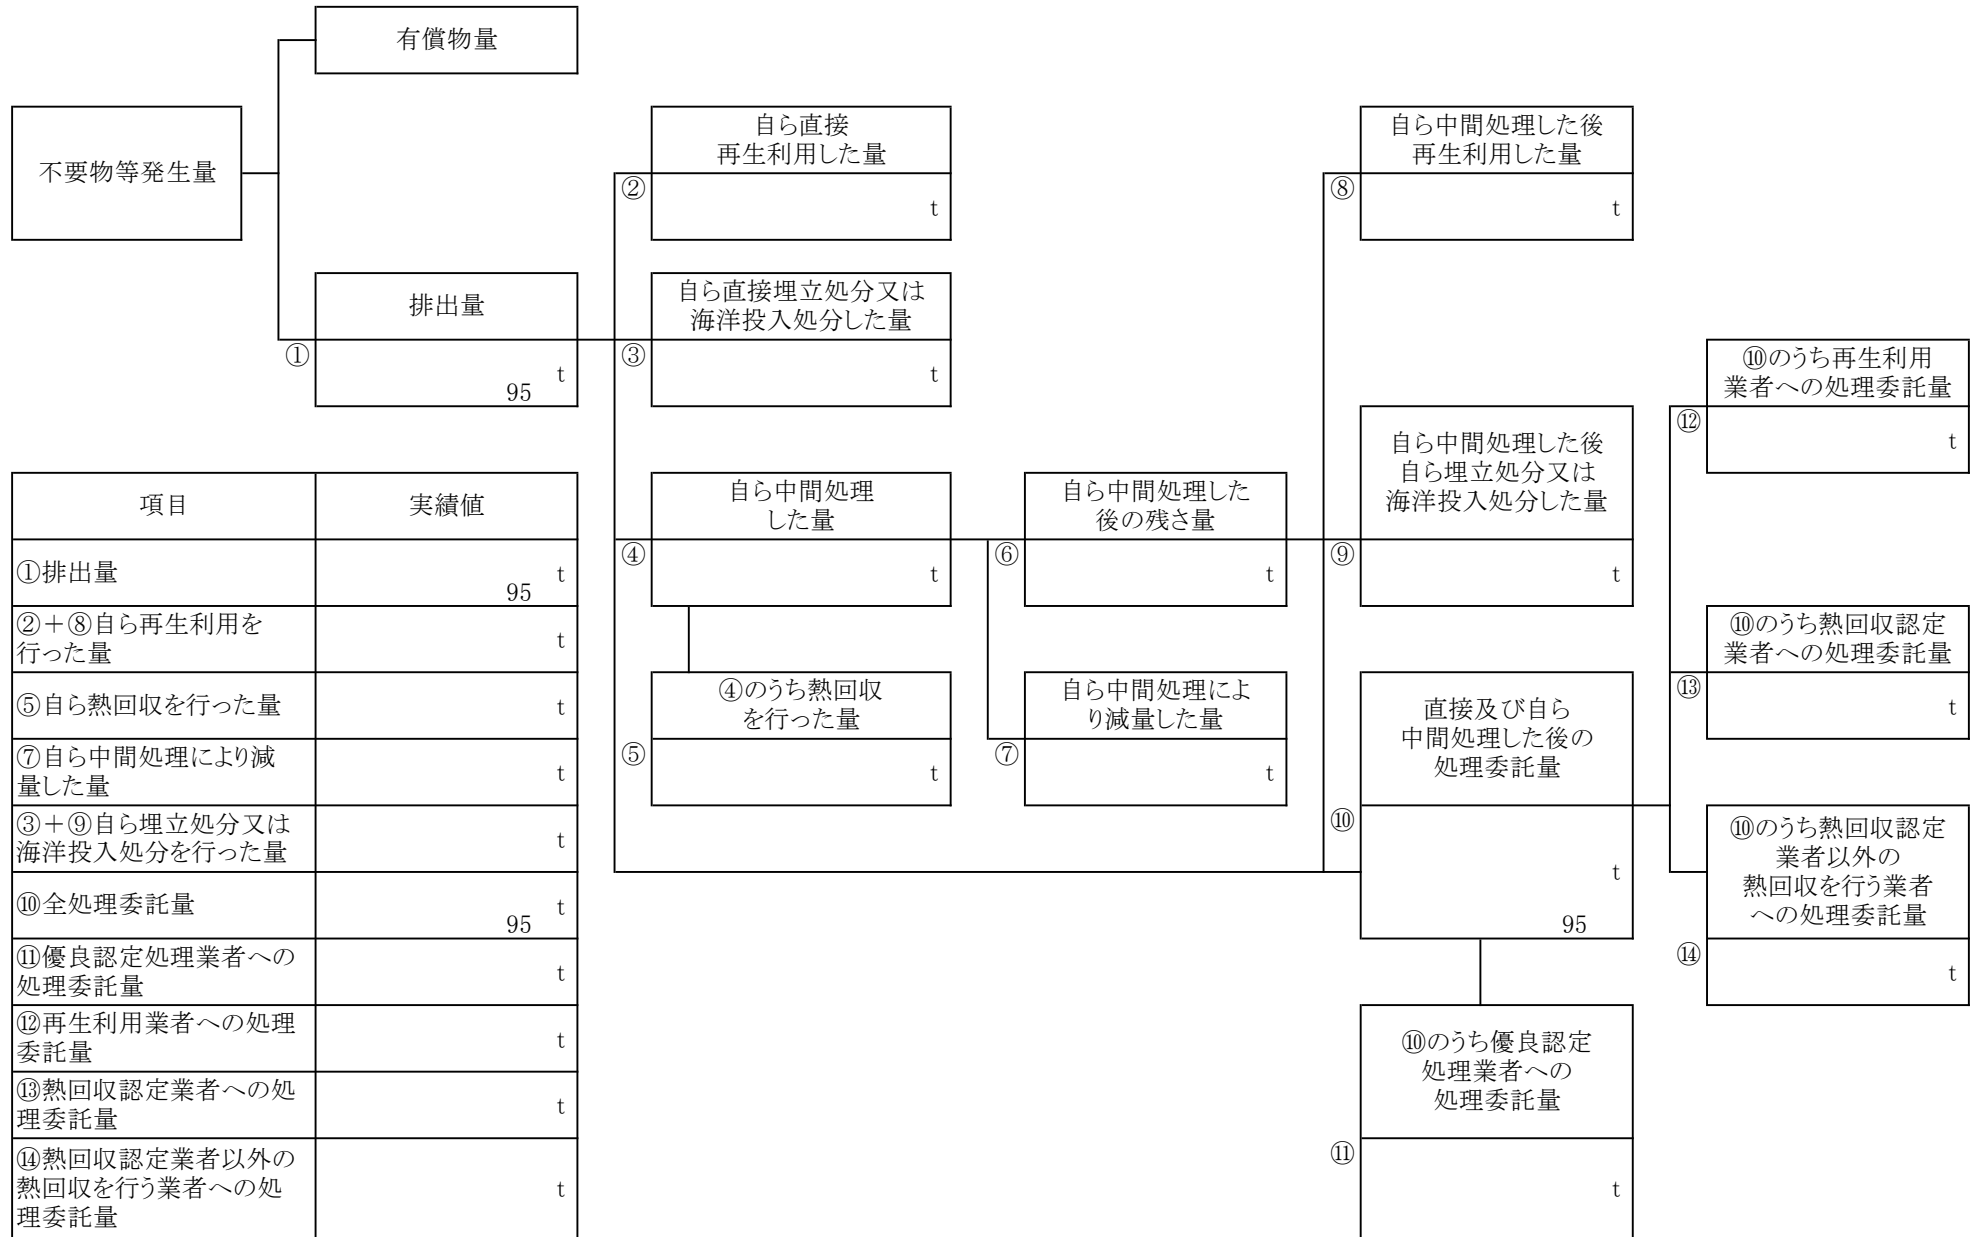 有償物量
不要物等発生量
排出量
①
t
95
自ら直接
再生利用した量
②
t
自ら直接埋立処分又は
海洋投入処分した量
③
t
自ら中間処理
した量
④
t
④のうち熱回収
を行った量
⑤
t
自ら中間処理した
後の残さ量
⑥
t
自ら中間処理によ
り減量した量
⑦
t
自ら中間処理した後
再生利用した量
⑧
t
自ら中間処理した後
自ら埋立処分又は
海洋投入処分した量
⑨
t
直接及び自ら
中間処理した後の
処理委託量
⑩
t
95
⑩のうち優良認定
処理業者への
処理委託量
⑪
t
⑩のうち再生利用
業者への処理委託量
⑫
t
⑩のうち熱回収認定
業者への処理委託量
⑬
t
⑩のうち熱回収認定
業者以外の
熱回収を行う業者
への処理委託量
⑭
t
項目 実績値
①排出量 t
95
②＋⑧自ら再生利用を
行った量 t
⑤自ら熱回収を行った量 t
⑦自ら中間処理により減
量した量 t
③＋⑨自ら埋立処分又は
海洋投入処分を行った量 t
⑩全処理委託量 t
95
⑪優良認定処理業者への
処理委託量 t
⑫再生利用業者への処理
委託量 t
⑬熱回収認定業者への処
理委託量 t
⑭熱回収認定業者以外の
熱回収を行う業者への処 t
理委託量